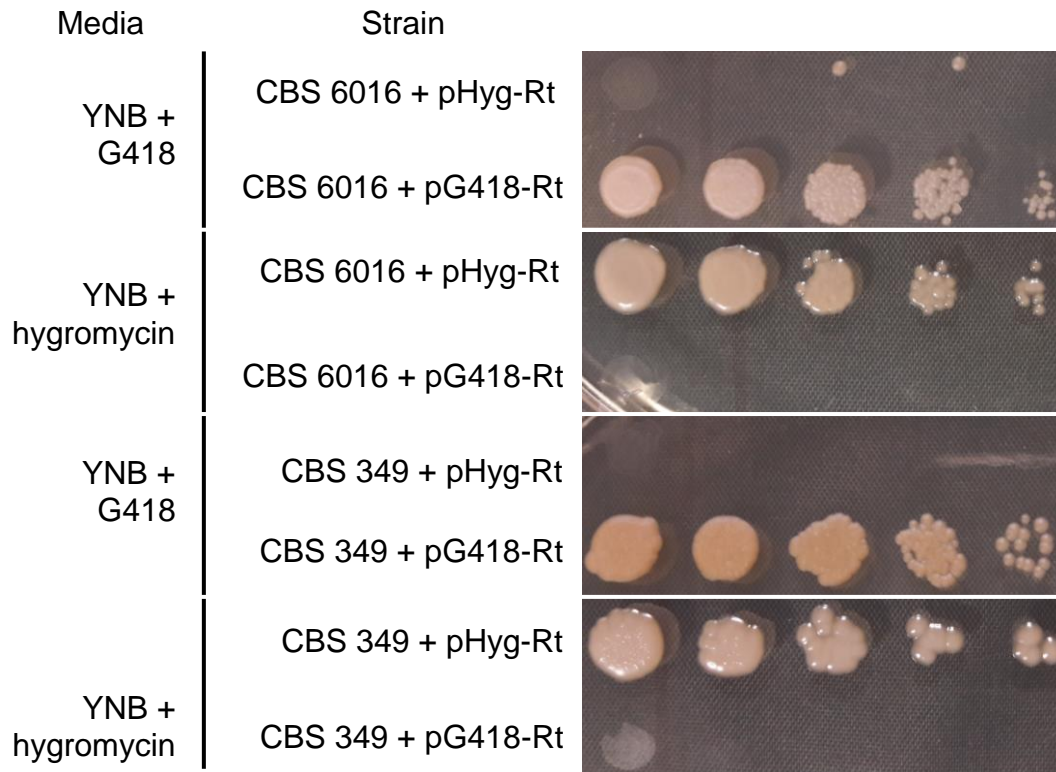 Media Strain
YNB +
G418
CBS 6016 + pHyg-Rt
CBS 6016 + pG418-Rt
YNB +
hygromycin
CBS 6016 + pHyg-Rt
CBS 6016 + pG418-Rt
YNB +
G418
CBS 349 + pHyg-Rt
CBS 349 + pG418-Rt
YNB +
hygromycin
CBS 349 + pHyg-Rt
CBS 349 + pG418-Rt